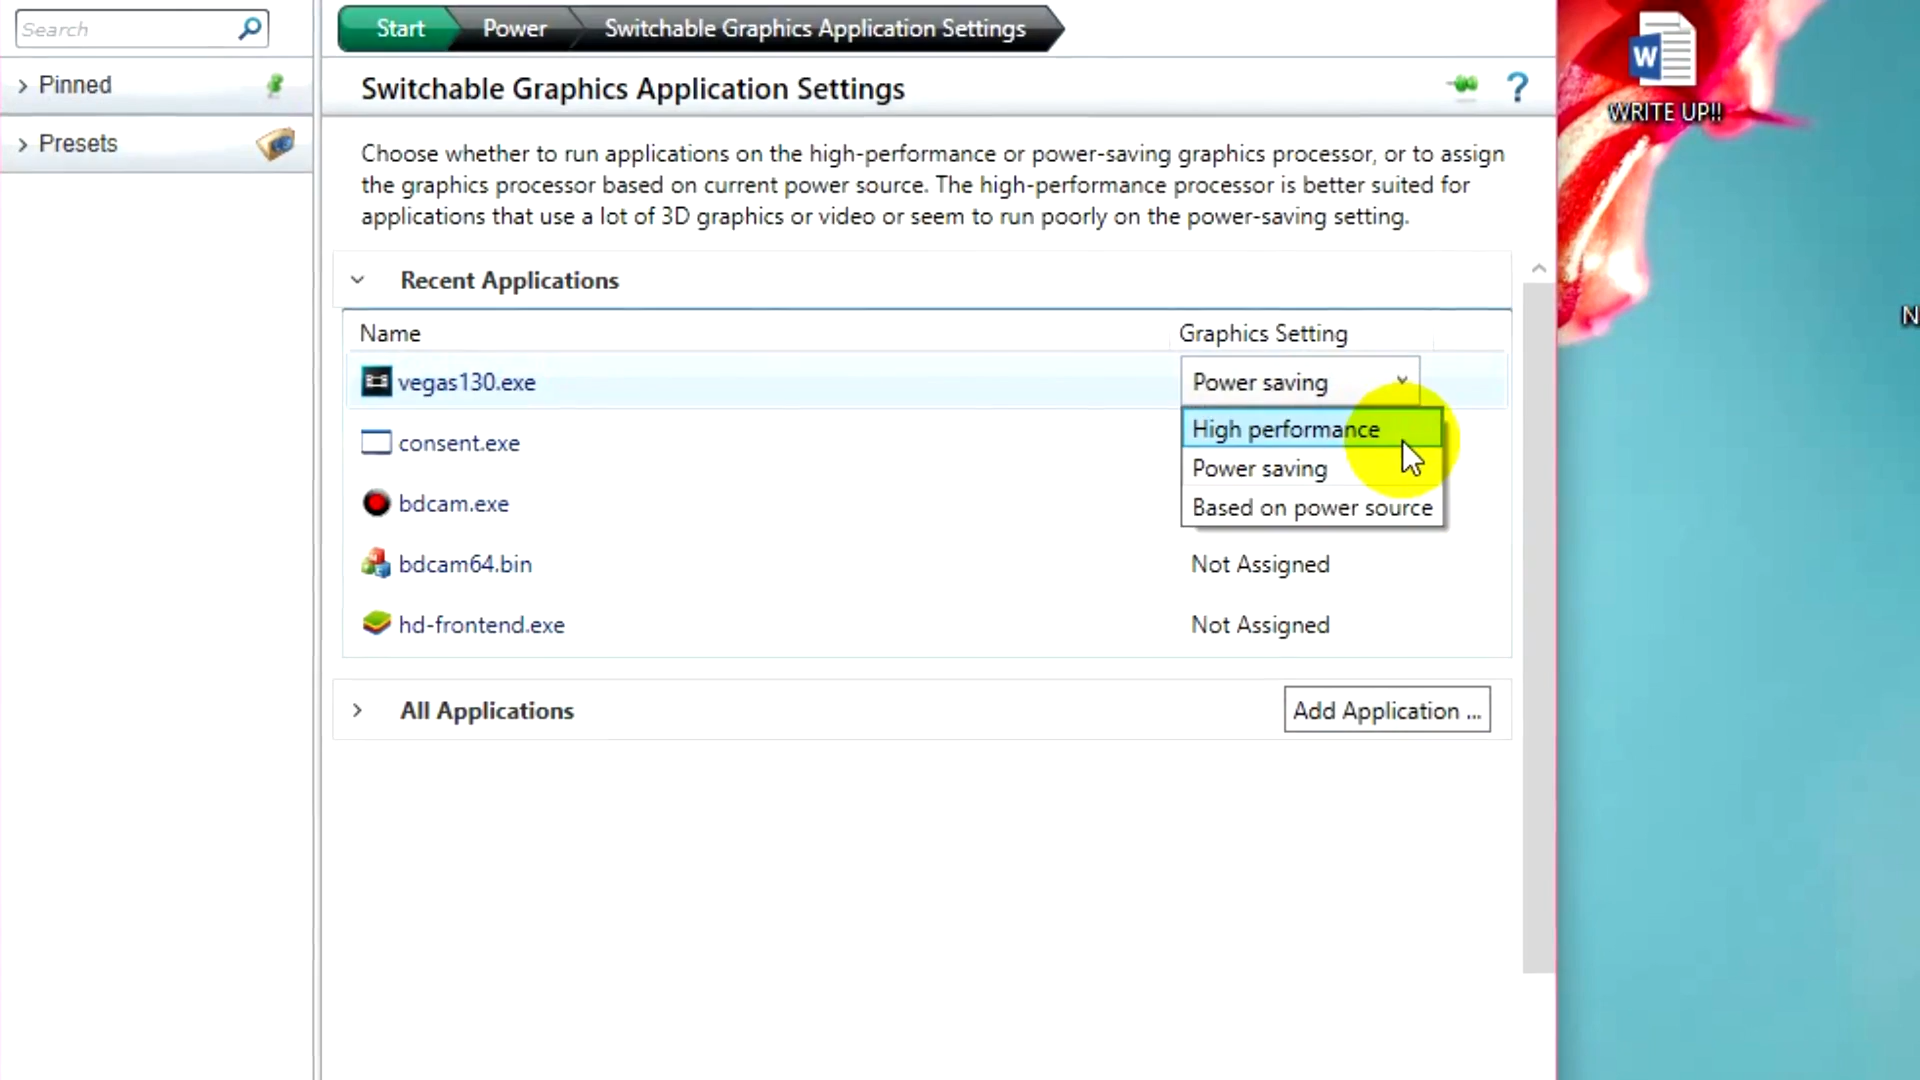 Search
Start
Power
Switchable Graphics Application Settings
Pinned
Presets
Switchable Graphics Application Settings
?
Choose whether to run applications on the high-performance or power-saving graphics processor, or to assign
the graphics processor based on current power source. The high-performance processor is better suited for
applications that use a lot of 3D graphics or video or seem to run poorly on the power-saving setting.
Recent Applications
Name
Graphics Setting
vegas130.exe
Power saving
High performance
Power saving
Based on power source
consent.exe
bdcam.exe
bdcam64.bin
Not Assigned
hd-frontend.exe
Not Assigned
All Applications
Add Application ...
W
WRITE UP!!
N